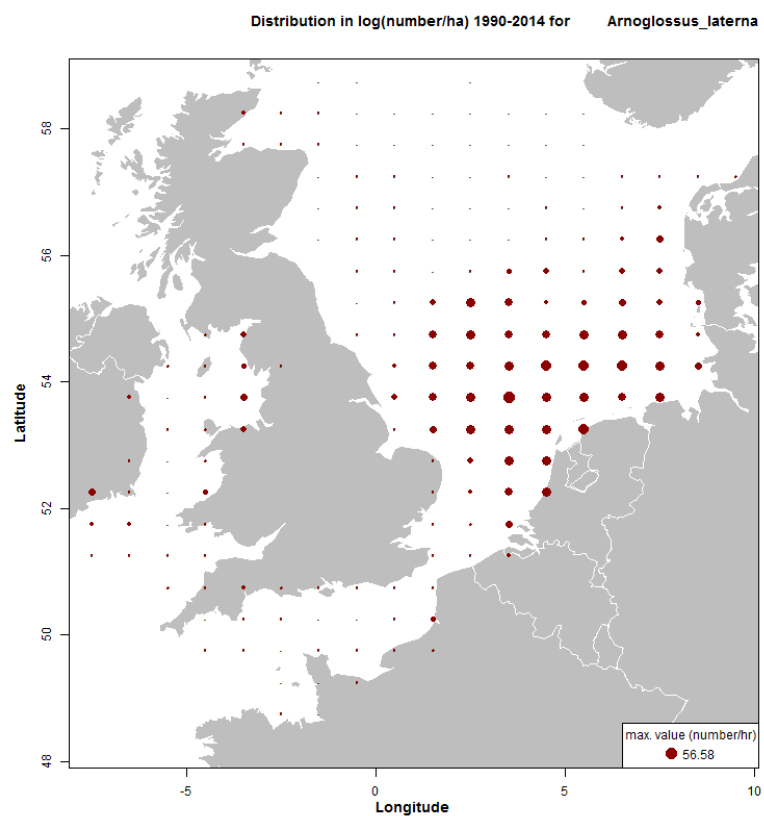 Distribution in log(number/ha) 1990-2014 for Arnoglossus_laterna
58
56
54
52
50
48
Latitude
max. value (number/hr)
56.58
-5 0 5 10
Longitude